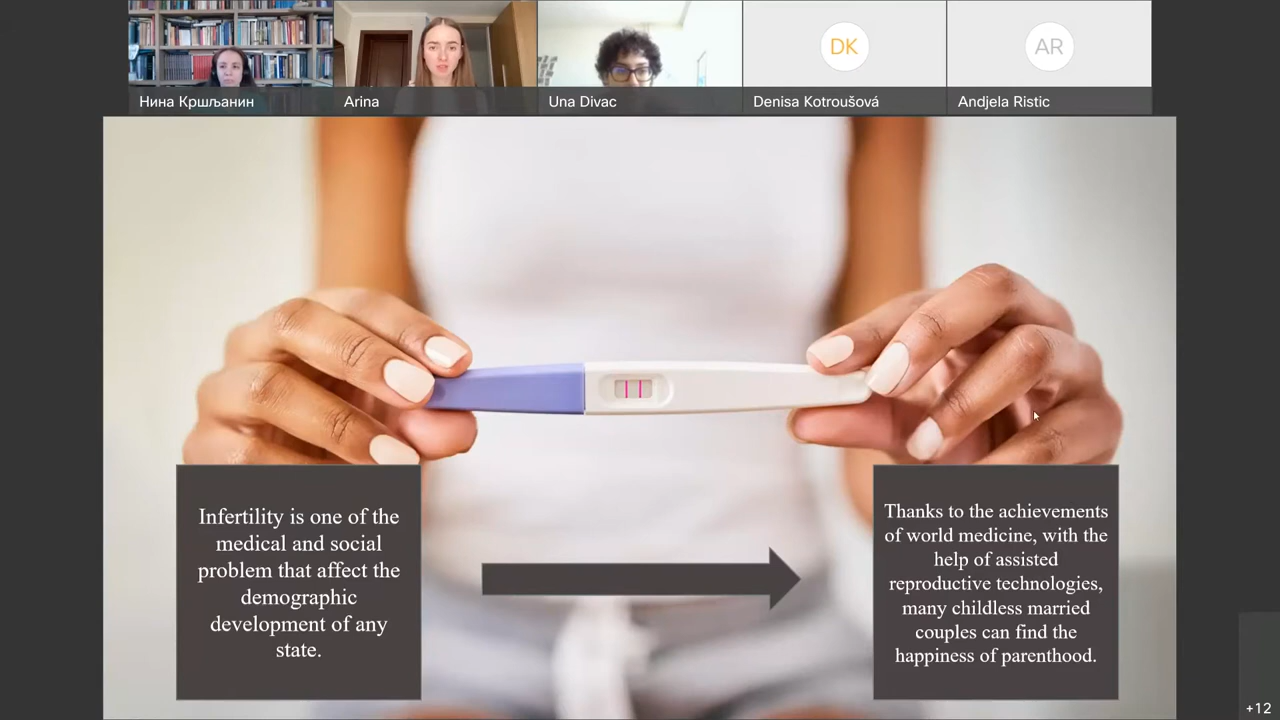 Нина Кршљанин
Arina
Una Divac
DK
Denisa Kotroušová
AR
Andjela Ristic
Infertility is one of the
medical and social
problem that affect the
demographic
development of any
state.
Thanks to the achievements
of world medicine, with the
help of assisted
reproductive technologies,
many childless married
couples can find the
happiness of parenthood.
+12